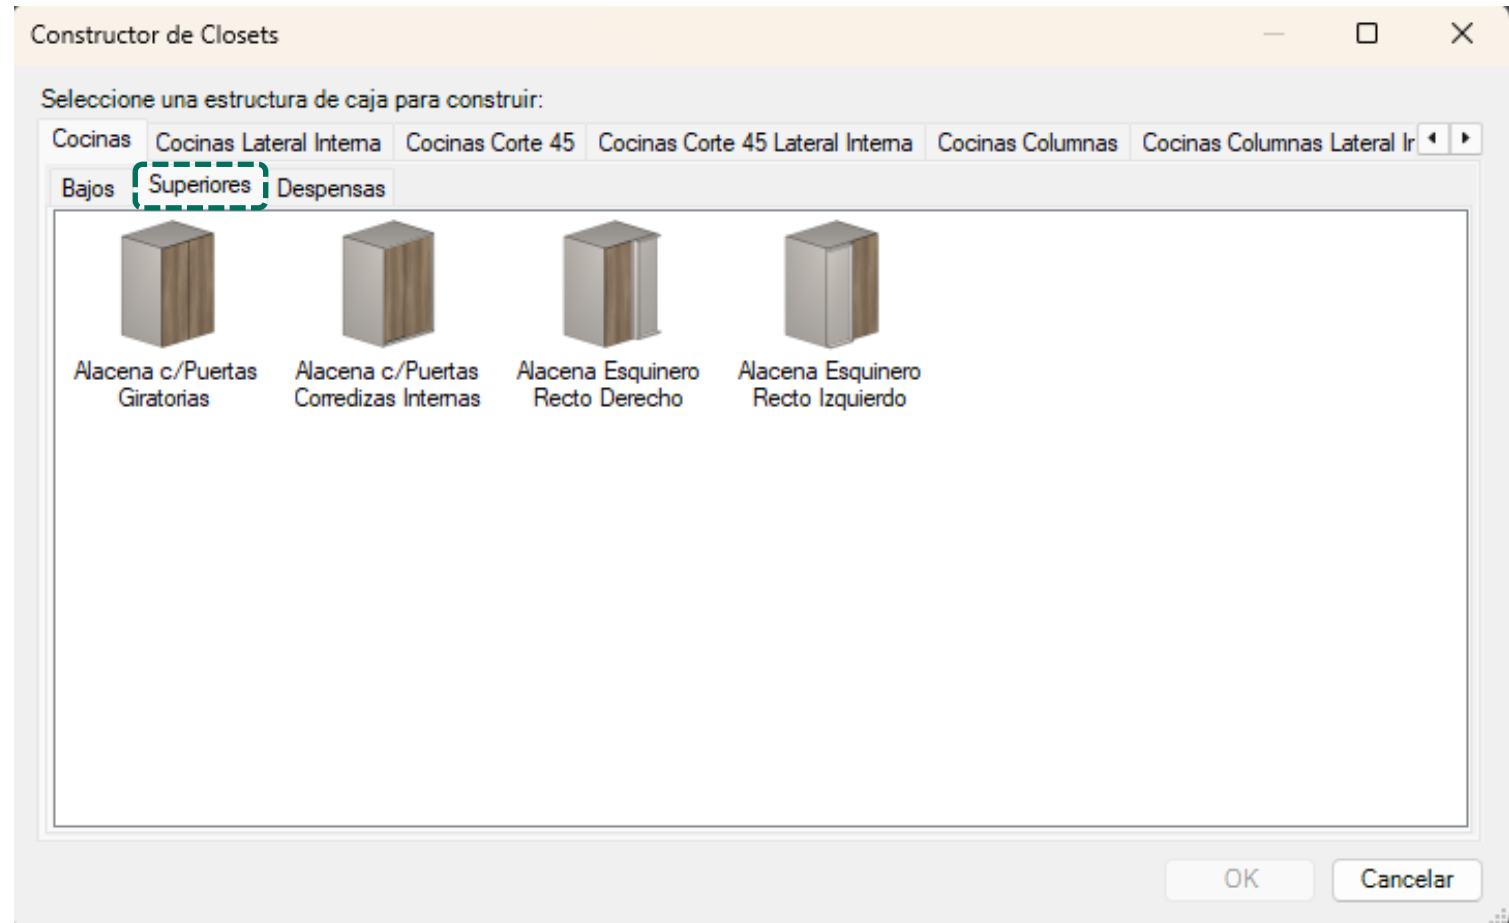 Constructor de Closets
Seleccione una estructura de caja para construir:
Cocinas Cocinas Lateral Interna Cocinas Corte 45 Cocinas Corte 45 Lateral Interna Cocinas Columnas Cocinas Columnas Lateral Ir
Bajos Superiores Despensas
Alacena c/Puertas Giratorias
Alacena c/Puertas Corredizas Internas
Alacena Esquinero Recto Derecho
Alacena Esquinero Recto Izquierdo
OK Cancelar